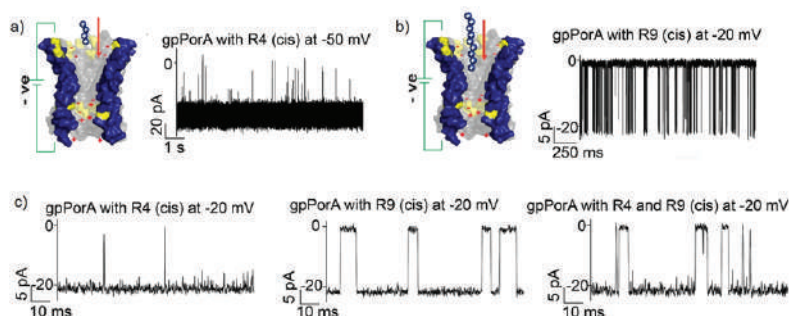 a)
- ve
gpPorA with R4 (cis) at -50 mV
0
20 pA
1 s
b)
- ve
gpPorA with R9 (cis) at -20 mV
0
-20
5 pA
250 ms
c)
gpPorA with R4 (cis) at -20 mV
0
-20
5 pA
10 ms
gpPorA with R9 (cis) at -20 mV
0
-20
5 pA
10 ms
gpPorA with R4 and R9 (cis) at -20 mV
0
-20
5 pA
10 ms